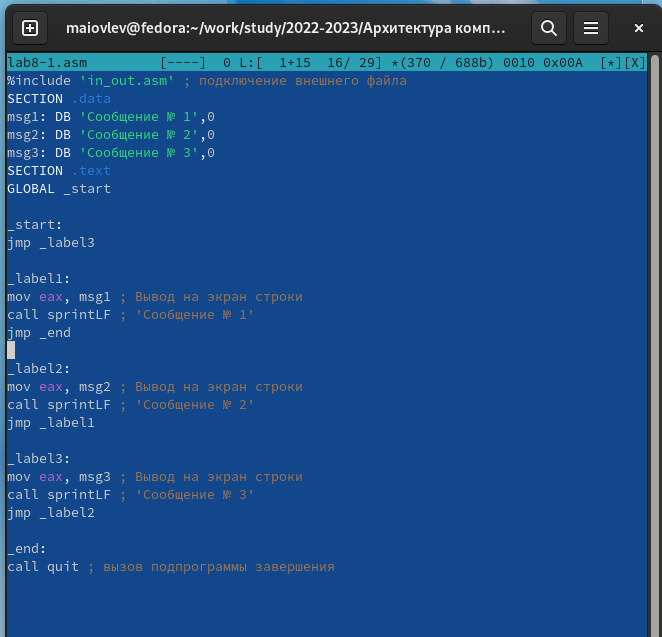 maiovlev@fedora:~/work/study/2022-2023/Архитектура комп…
lab8-1.asm [----] 0 L:[ 1+15 16/ 29] *(370 / 688b) 0010 0x00A [*][X]
%include 'in_out.asm' ; подключение внешнего файла
SECTION .data
msg1: DB 'Сообщение № 1',0
msg2: DB 'Сообщение № 2',0
msg3: DB 'Сообщение № 3',0
SECTION .text
GLOBAL _start
_start:
jmp _label3
_label1:
mov eax, msg1 ; Вывод на экран строки
call sprintLF ; 'Сообщение № 1'
jmp _end
_label2:
mov eax, msg2 ; Вывод на экран строки
call sprintLF ; 'Сообщение № 2'
jmp _label1
_label3:
mov eax, msg3 ; Вывод на экран строки
call sprintLF ; 'Сообщение № 3'
jmp _label2
_end:
call quit ; вызов подпрограммы завершения